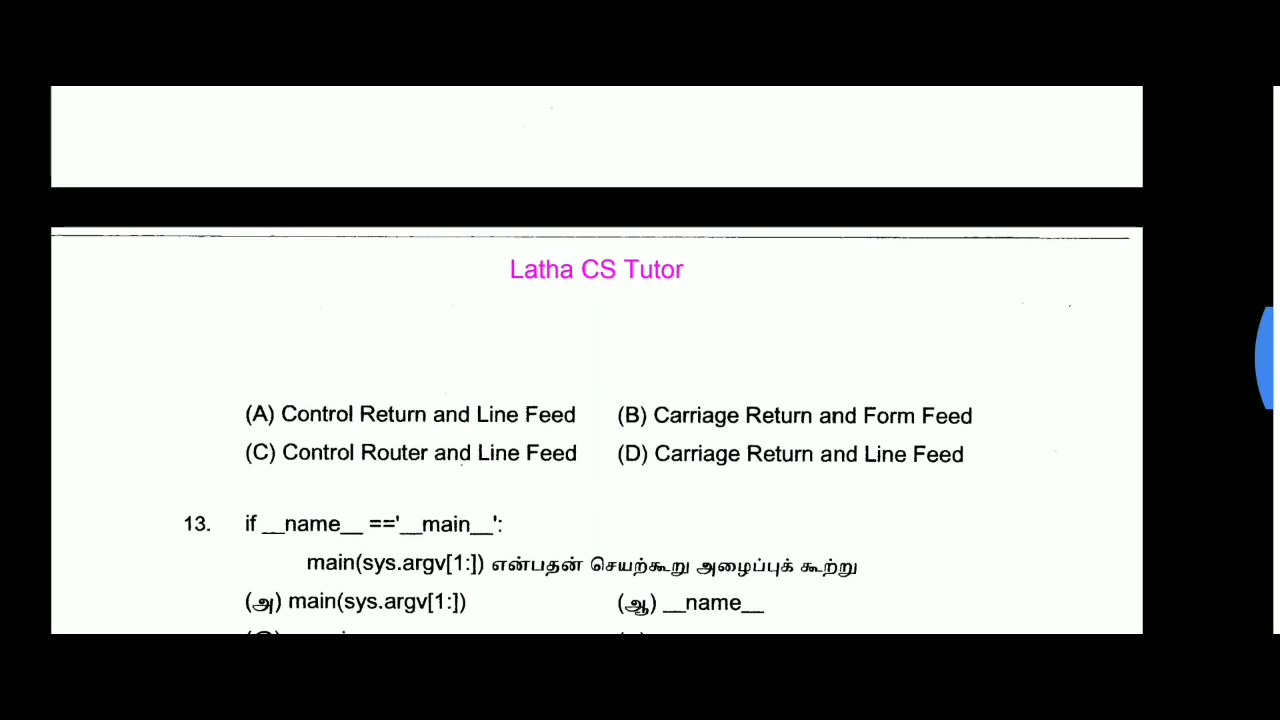 Latha CS Tutor
(A) Control Return and Line Feed (B) Carriage Return and Form Feed
(C) Control Router and Line Feed (D) Carriage Return and Line Feed
13. if __name__ =='__main__':
main(sys.argv[1:]) என்பதன் செயற்கூறு அழைப்புக் கூற்று
(அ) main(sys.argv[1:]) (ஆ) __name__